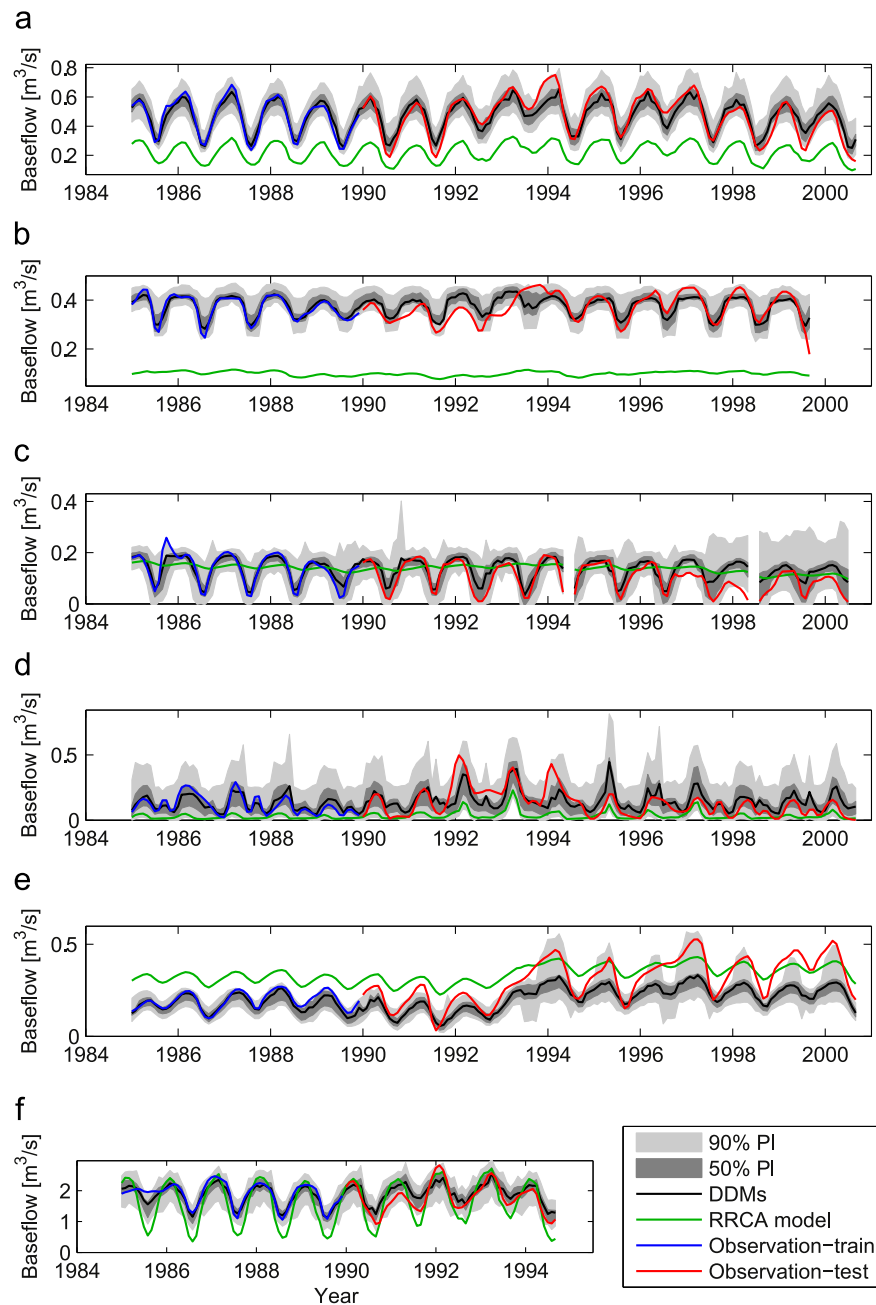 a
Baseflow [m³/s]
0.8
0.6
0.4
0.2
1984 1986 1988 1990 1992 1994 1996 1998 2000
b
Baseflow [m³/s]
0.4
0.2
1984 1986 1988 1990 1992 1994 1996 1998 2000
c
Baseflow [m³/s]
0.4
0.2
0
1984 1986 1988 1990 1992 1994 1996 1998 2000
d
Baseflow [m³/s]
0.5
0
1984 1986 1988 1990 1992 1994 1996 1998 2000
e
Baseflow [m³/s]
0.5
0
1984 1986 1988 1990 1992 1994 1996 1998 2000
f
Baseflow [m³/s]
2
1
0
1984 1986 1988 1990 1992 1994
Year
90% PI
50% PI
DDMs
RRCA model
Observation−train
Observation−test